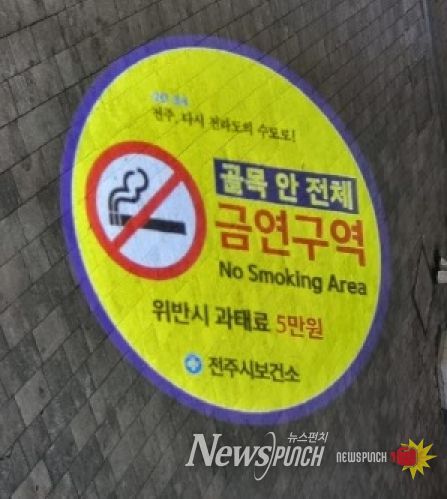 전주, 다시 전라도의 수도로!
골목 안 전체
금연구역
No Smoking Area
위반시 과태료 5만원
전주시보건소
뉴스펀치
NEWSPUNCH
NEWSPUNCH